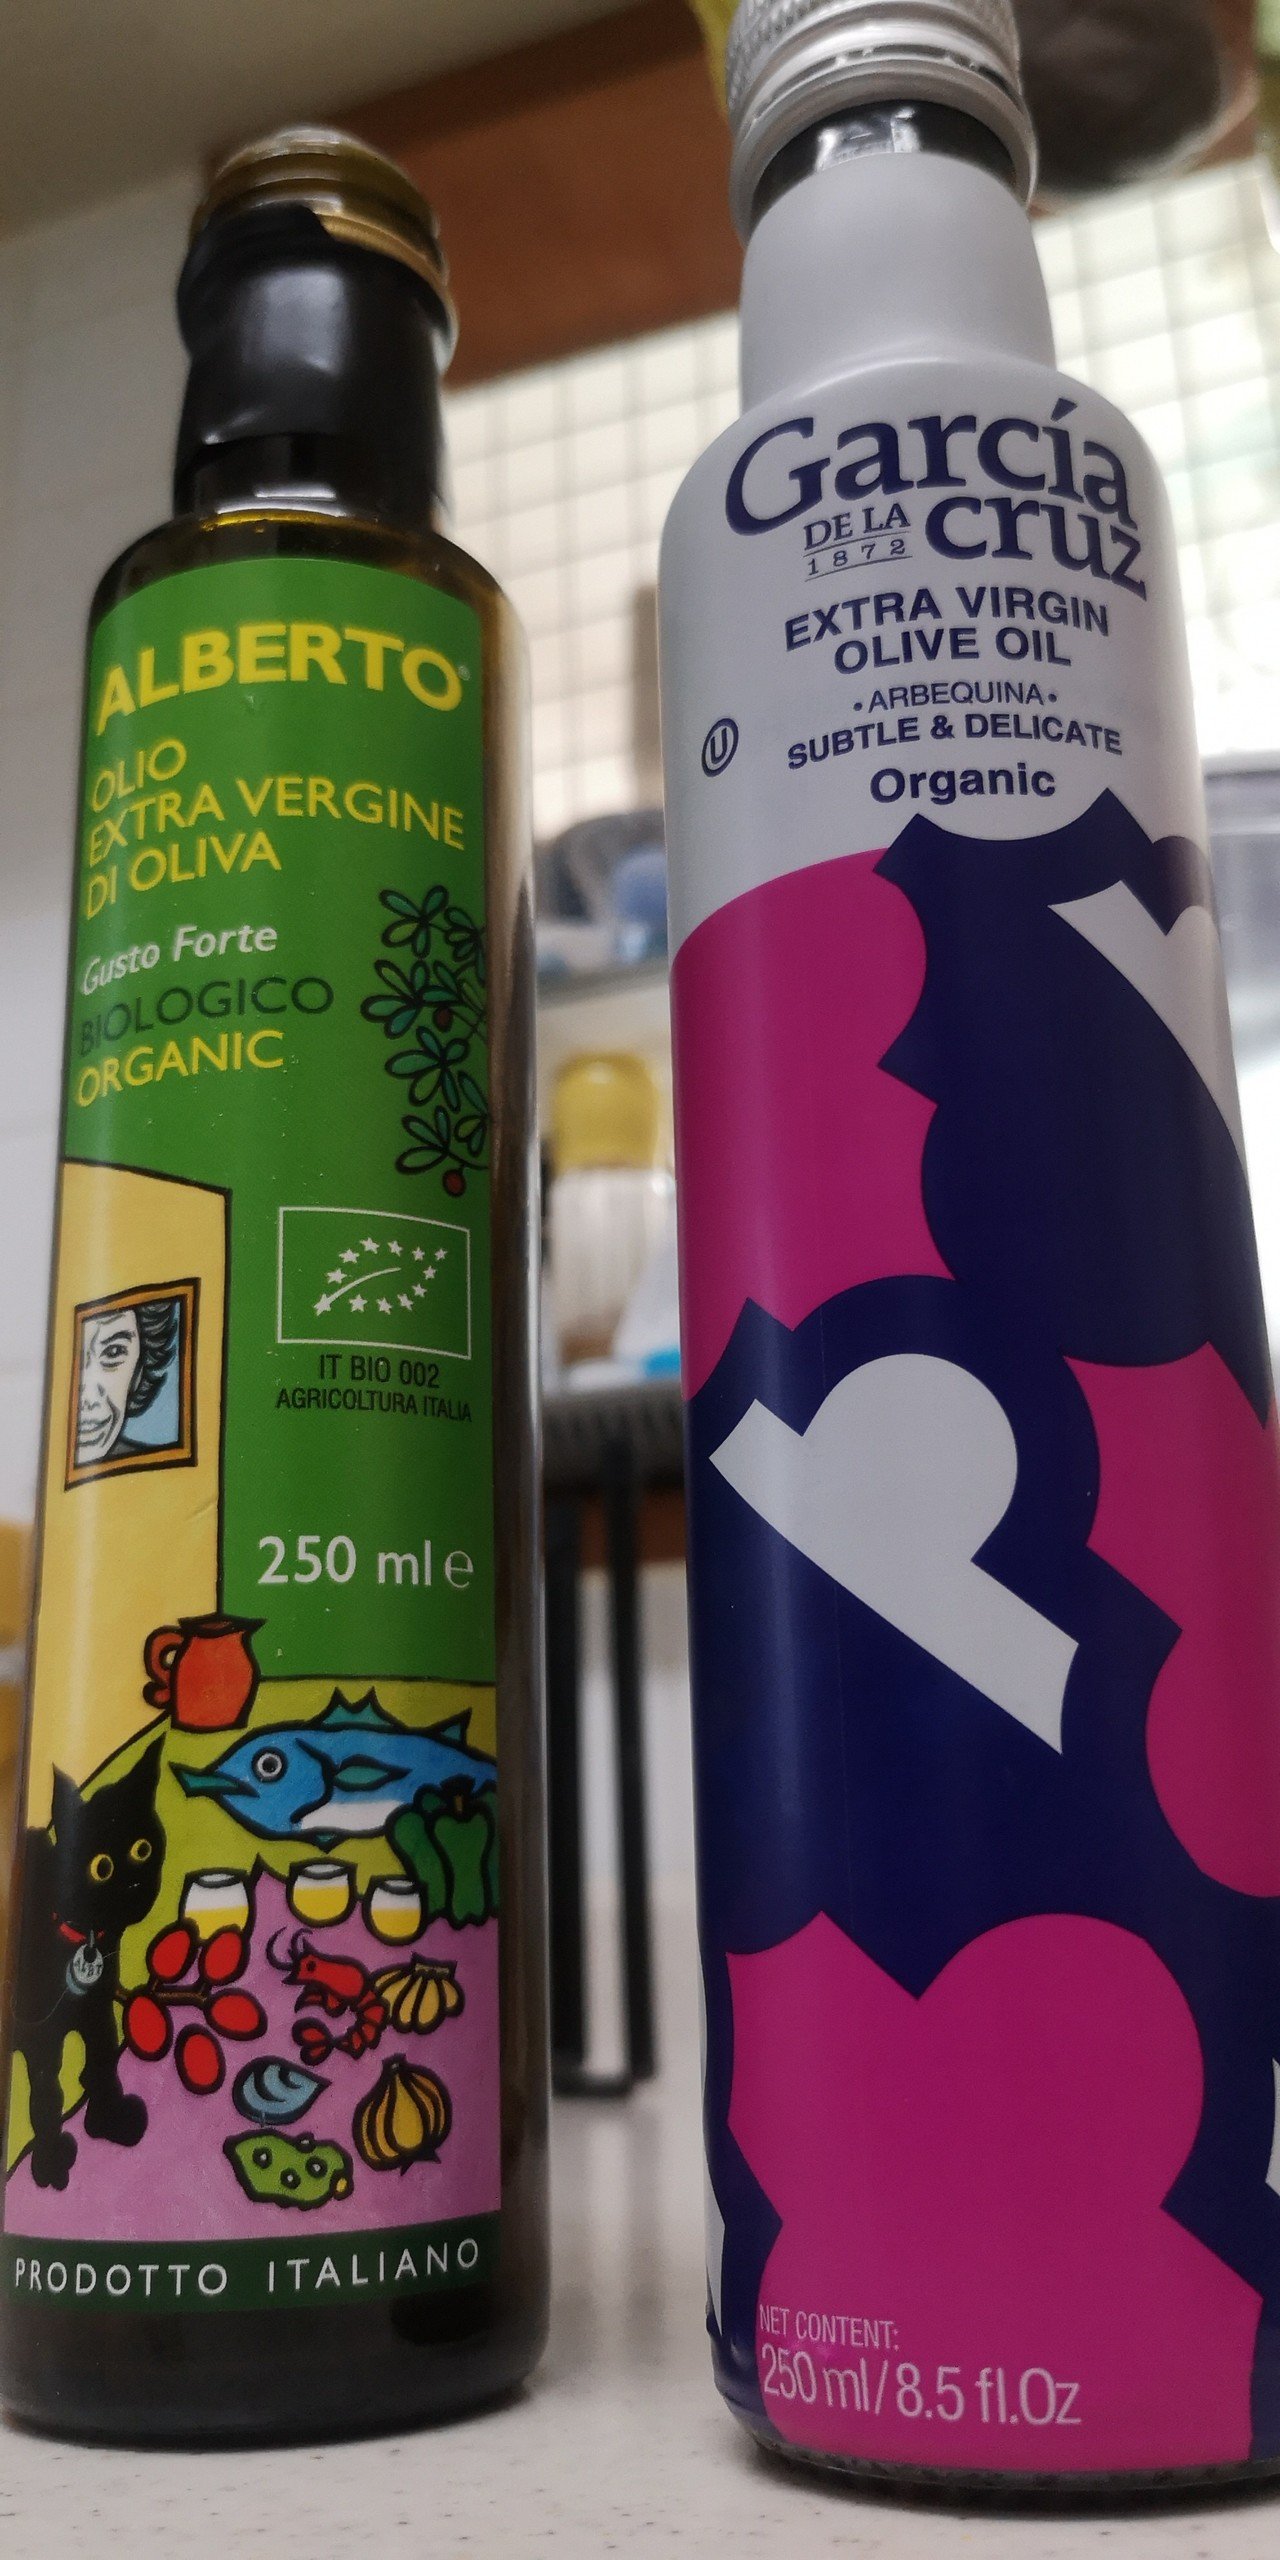 ALBERTO®
OLIO
EXTRA VERGINE
DI OLIVA
Gusto Forte
BIOLOGICO
ORGANIC
IT BIO 002
AGRICOLTURA ITALIA
250 ml e
PRODOTTO ITALIANO
García
DE LA
1872
cruz
EXTRA VIRGIN
OLIVE OIL
•ARBEQUINA•
U
SUBTLE & DELICATE
Organic
NET CONTENT:
250 ml/8.5 fl.Oz